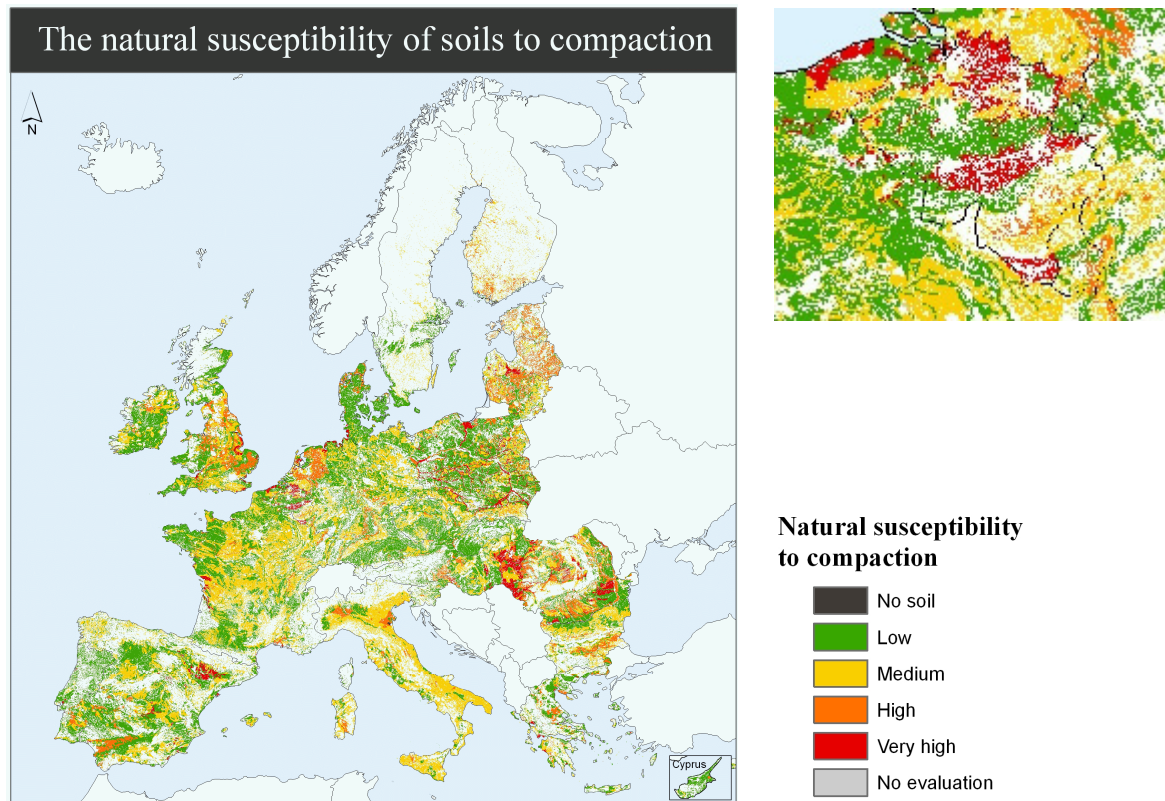 The natural susceptibility of soils to compaction
N
Cyprus
Natural susceptibility
to compaction
No soil
Low
Medium
High
Very high
No evaluation